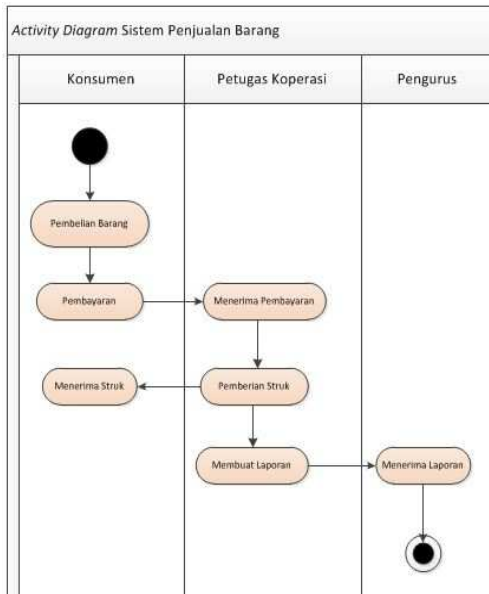 Activity Diagram Sistem Penjualan Barang
Konsumen
Petugas Koperasi
Pengurus
Pembelian Barang
Pembayaran
Menerima Pembayaran
Menerima Struk
Pemberian Struk
Membuat Laporan
Menerima Laporan